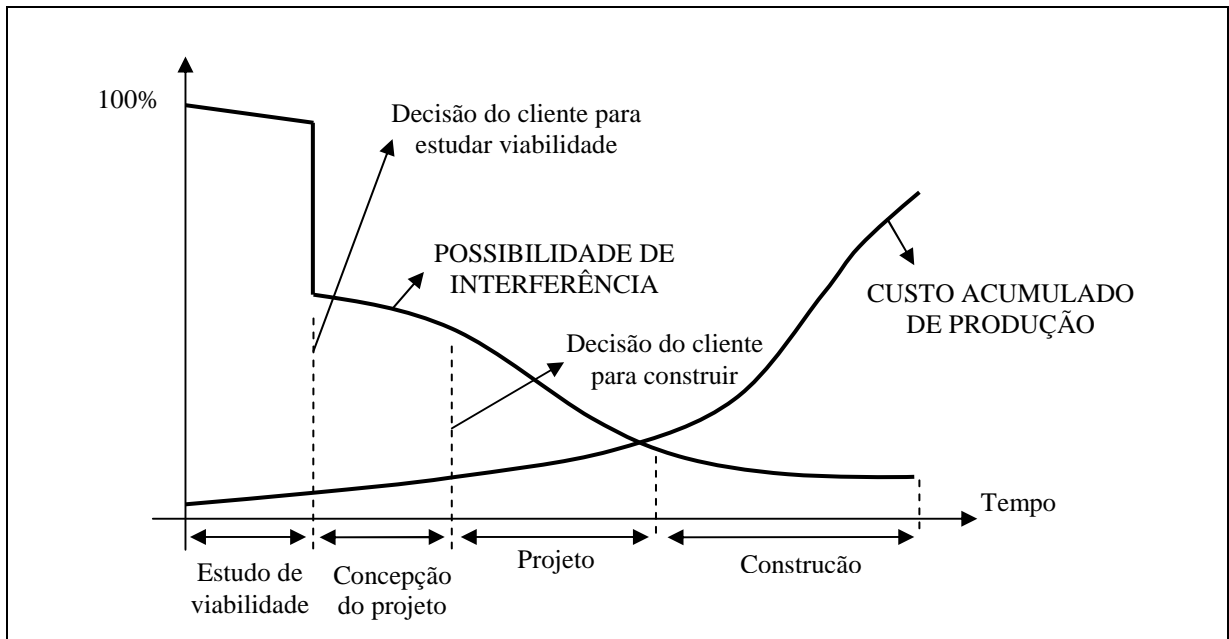 100%
Decisão do cliente para
estudar viabilidade
POSSIBILIDADE DE
INTERFERÊNCIA
CUSTO ACUMULADO
DE PRODUÇÃO
Decisão do cliente
para construir
Tempo
Estudo de
viabilidade
Concepção
do projeto
Projeto
Construcão